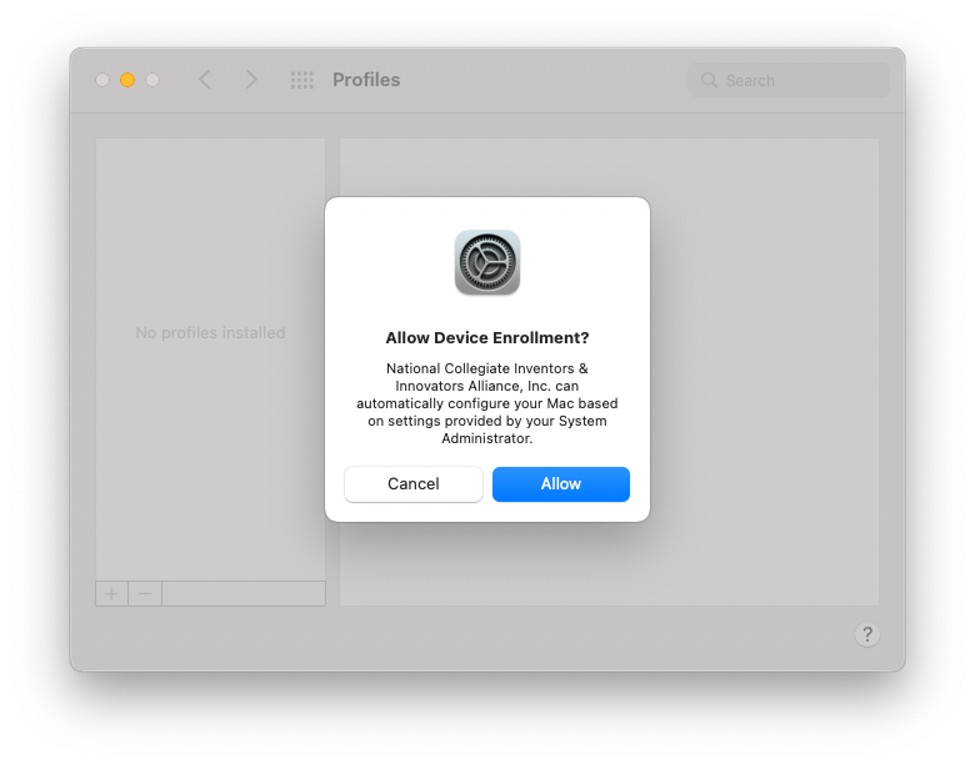 Profiles
Search
No profiles installed
Allow Device Enrollment?
National Collegiate Inventors &
Innovators Alliance, Inc. can
automatically configure your Mac based
on settings provided by your System
Administrator.
Cancel
Allow
+ −
?